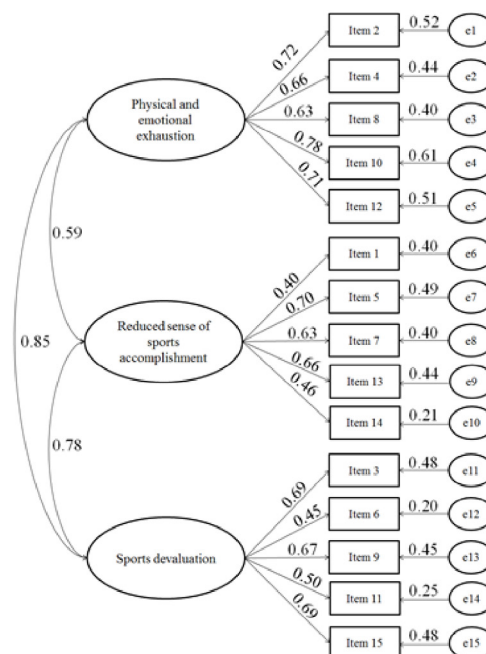 Item 2
0.52
e1
0.72
Item 4
0.44
e2
0.66
Physical and
emotional
exhaustion
Item 8
0.40
e3
0.63
Item 10
0.61
e4
0.78
Item 12
0.51
e5
0.71
0.59
Item 1
0.40
e6
0.40
Item 5
0.49
e7
0.70
0.85
Reduced sense of
sports
accomplishment
Item 7
0.40
e8
0.63
Item 13
0.44
e9
0.66
Item 14
0.21
e10
0.46
0.78
Item 3
0.48
e11
0.69
Item 6
0.20
e12
0.45
Sports devaluation
Item 9
0.45
e13
0.67
Item 11
0.25
e14
0.50
Item 15
0.48
e15
0.69